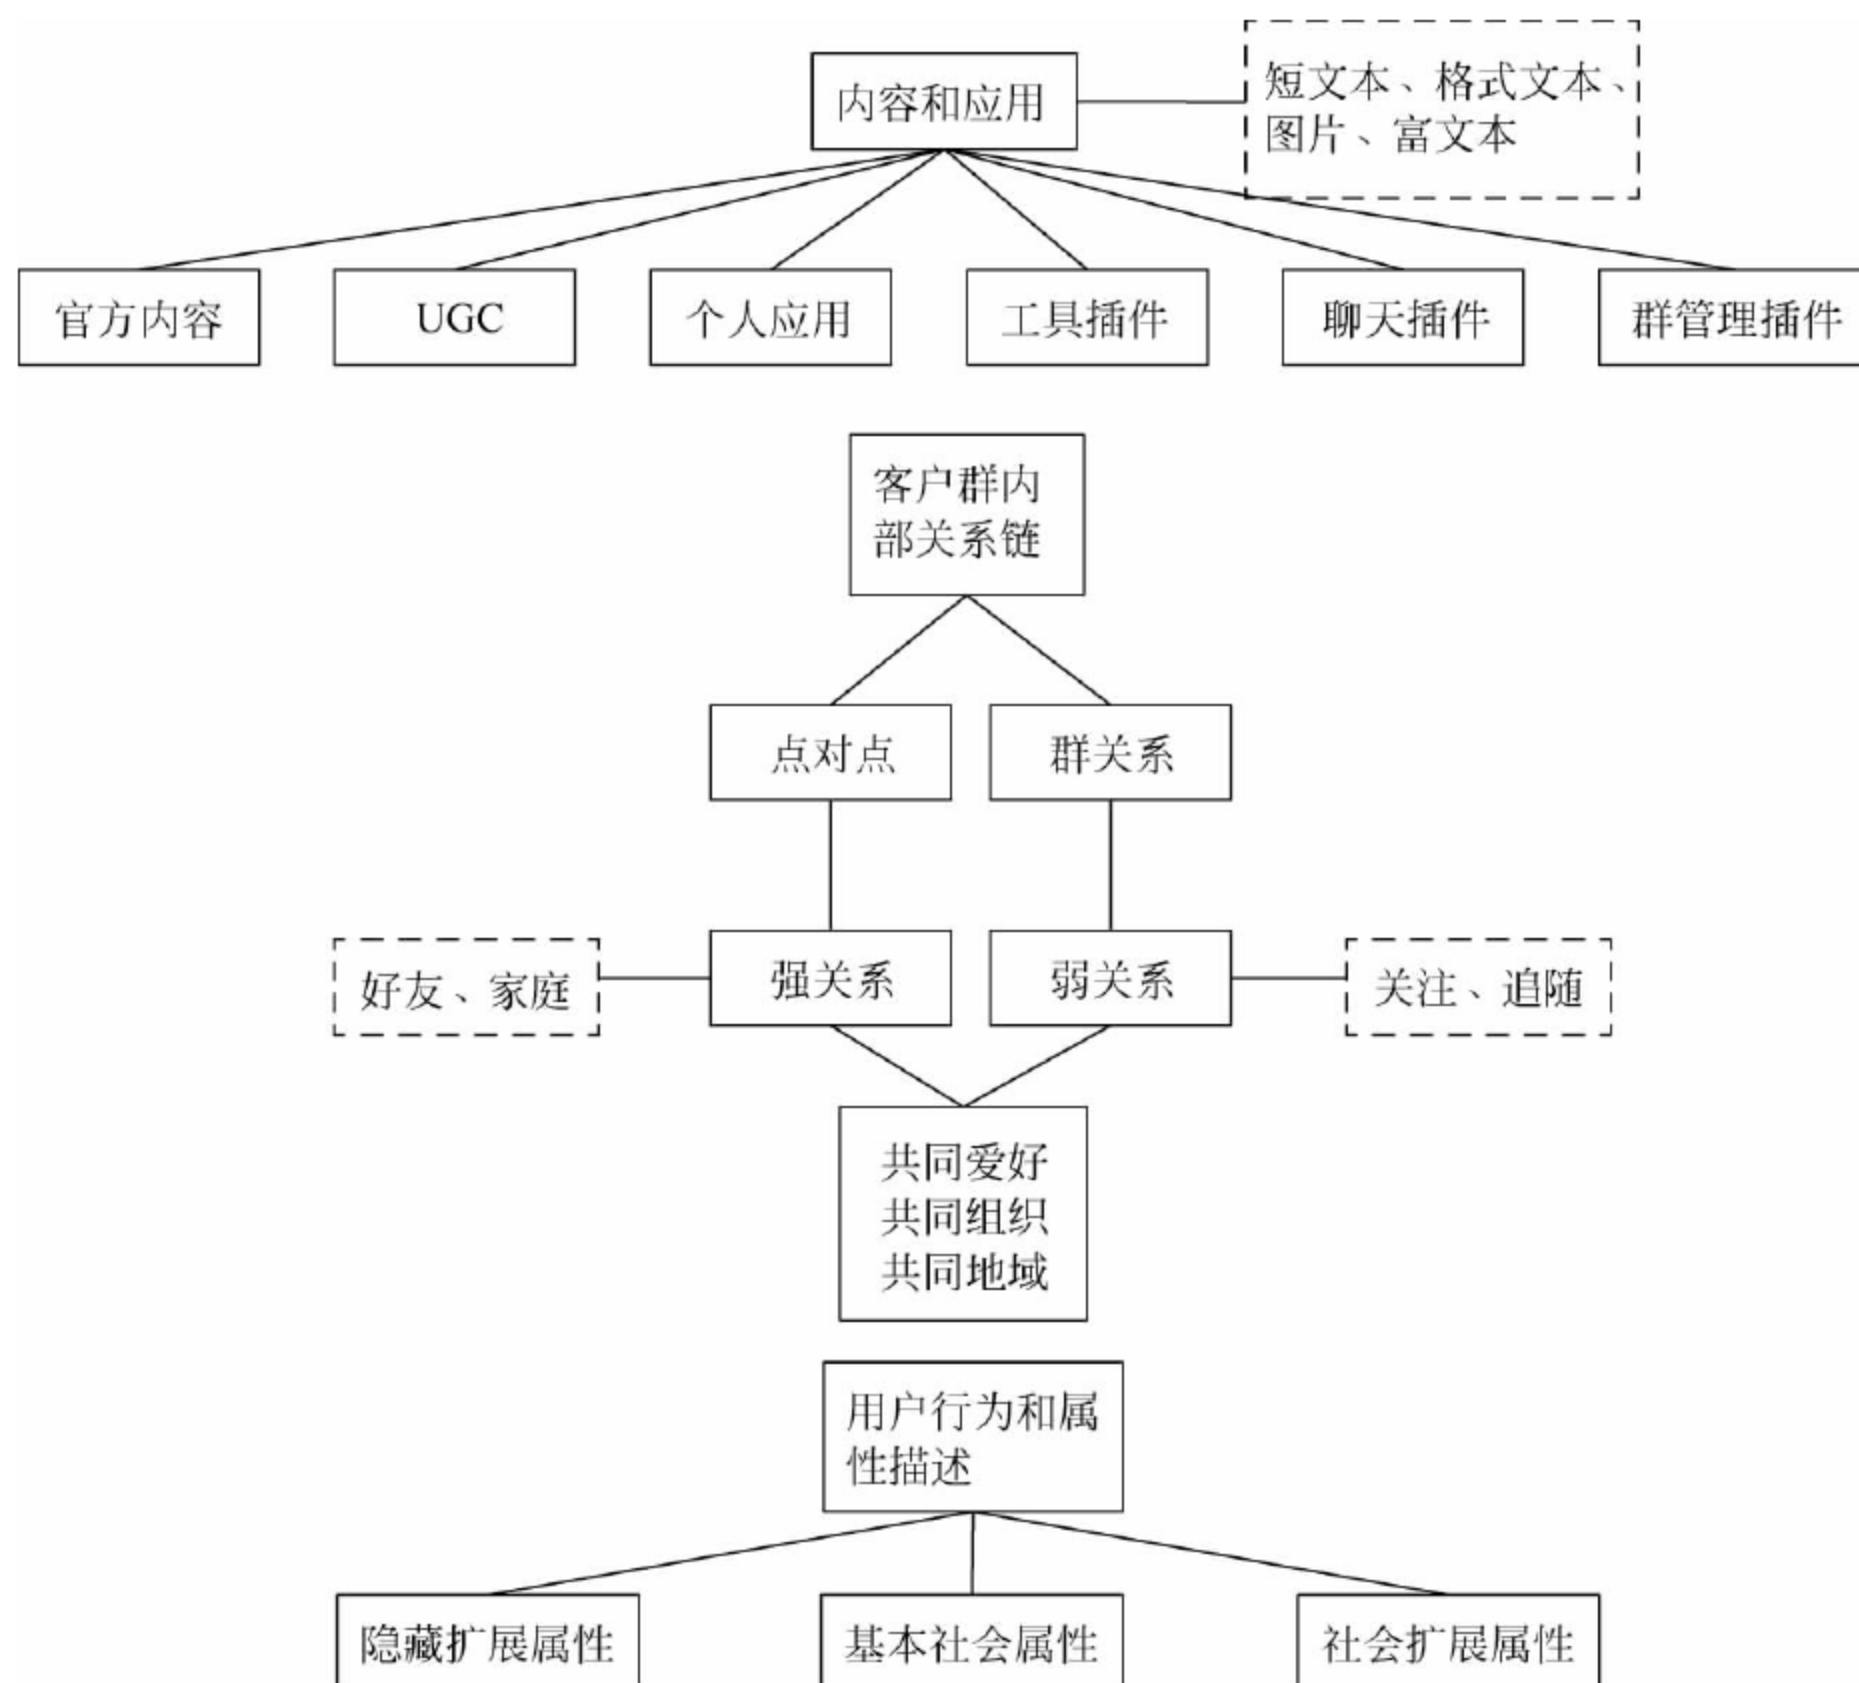 内容和应用
短文本、格式文本、
图片、富文本
官方内容
UGC
个人应用
工具插件
聊天插件
群管理插件
客户群内
部关系链
点对点
群关系
好友、家庭
强关系
弱关系
关注、追随
共同爱好
共同组织
共同地域
用户行为和属
性描述
隐藏扩展属性
基本社会属性
社会扩展属性